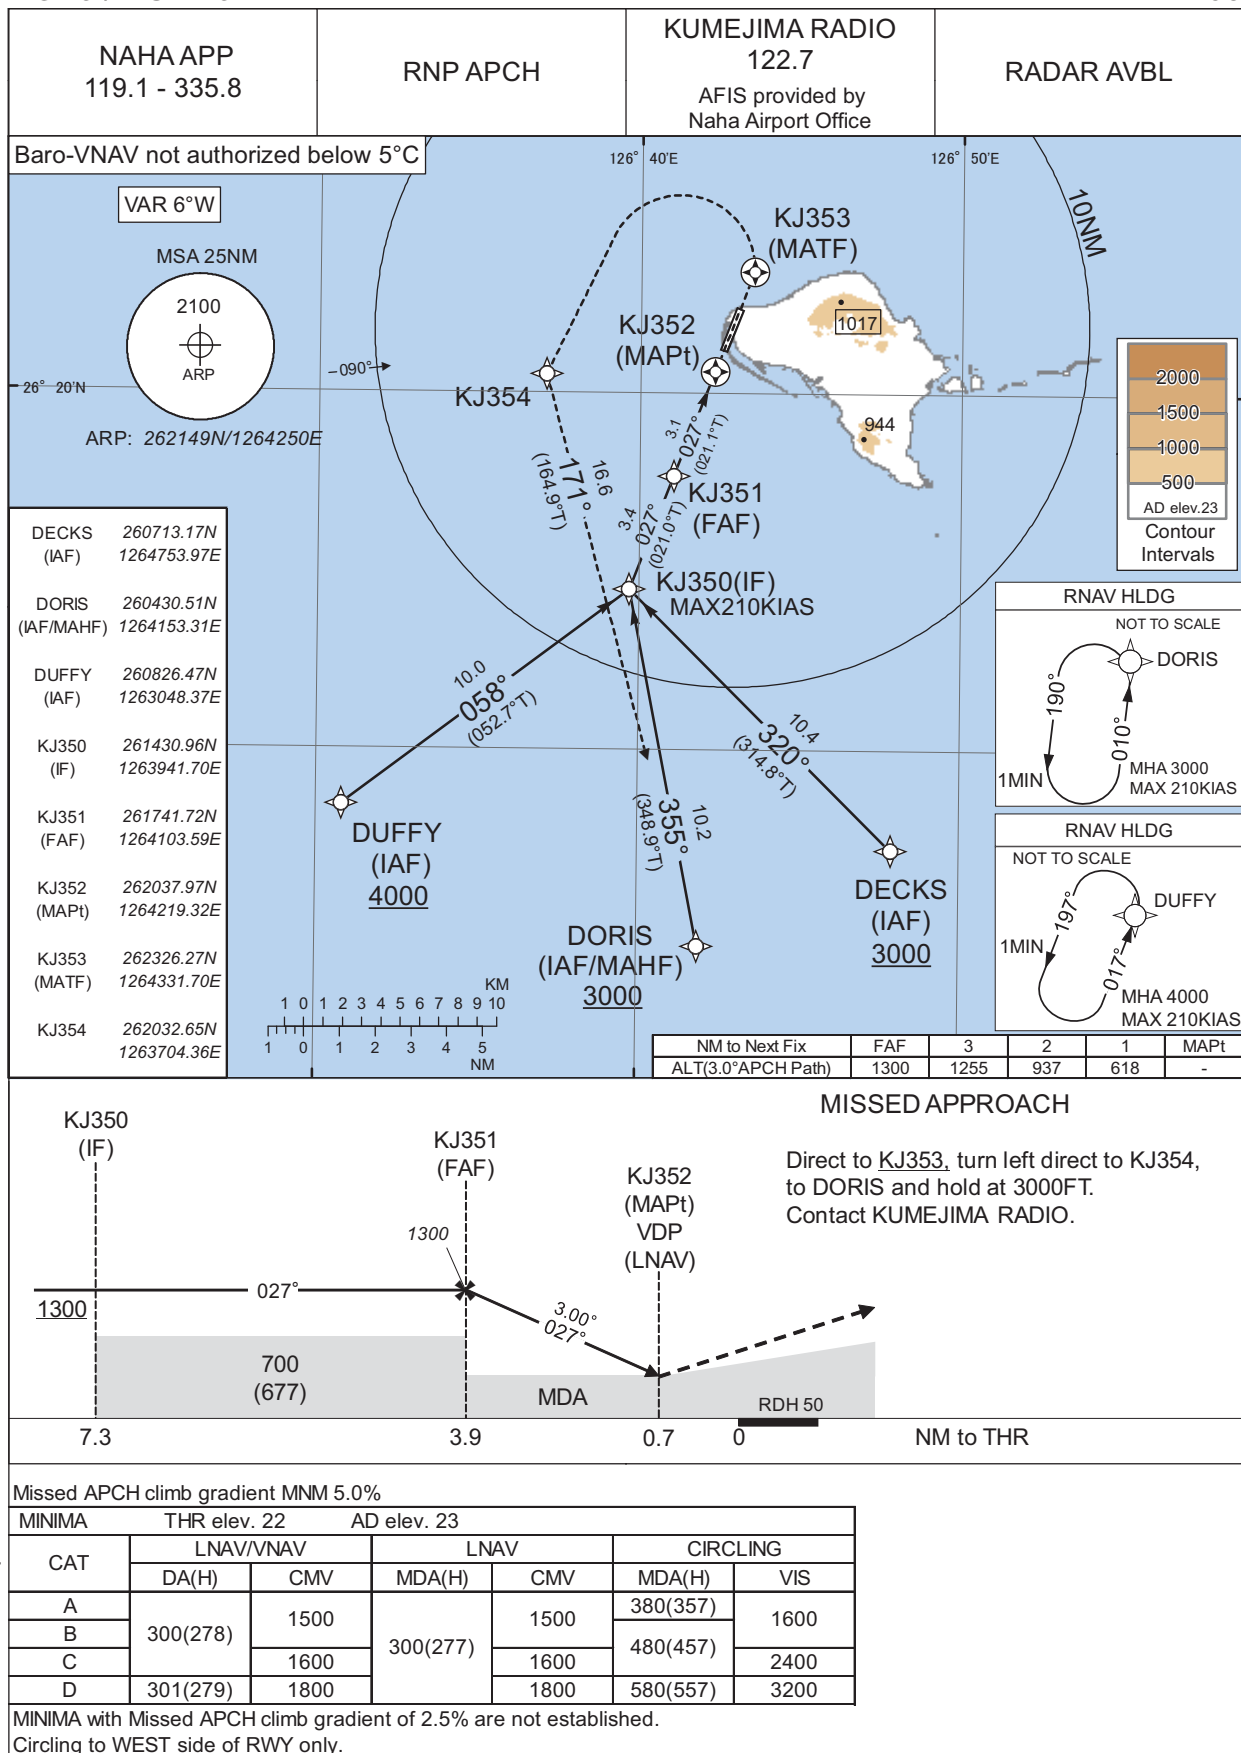 NAHA APP
119.1 - 335.8
RNP APCH
KUMEJIMA RADIO
122.7
AFIS provided by
Naha Airport Office
RADAR AVBL
Baro-VNAV not authorized below 5°C
126° 40'E
126° 50'E
VAR 6°W
MSA 25NM
2100
ARP
ARP: 262149N/1264250E
090°
26° 20'N
10NM
KJ353
(MATF)
KJ352
(MAPt)
KJ354
1017
944
2000
1500
1000
500
AD elev.23
Contour
Intervals
3.1
027°
(021.1°T)
KJ351
(FAF)
16.6
171°
(164.9°T)
3.4
027°
(021.0°T)
KJ350(IF)
MAX210KIAS
10.0
058°
(052.7°T)
10.4
320°
(314.8°T)
10.2
355°
(348.9°T)
DUFFY
(IAF)
4000
DORIS
(IAF/MAHF)
3000
DECKS
(IAF)
3000
DECKS 260713.17N
(IAF) 1264753.97E
DORIS 260430.51N
(IAF/MAHF) 1264153.31E
DUFFY 260826.47N
(IAF) 1263048.37E
KJ350 261430.96N
(IF) 1263941.70E
KJ351 261741.72N
(FAF) 1264103.59E
KJ352 262037.97N
(MAPt) 1264219.32E
KJ353 262326.27N
(MATF) 1264331.70E
KJ354 262032.65N
1263704.36E
RNAV HLDG
NOT TO SCALE
DORIS
190°
010°
1MIN
MHA 3000
MAX 210KIAS
RNAV HLDG
NOT TO SCALE
DUFFY
197°
017°
1MIN
MHA 4000
MAX 210KIAS
KM
1 0 1 2 3 4 5 6 7 8 9 10
1 0 1 2 3 4 5
NM
NM to Next Fix FAF 3 2 1 MAPt
ALT(3.0°APCH Path) 1300 1255 937 618 -
MISSED APPROACH
Direct to KJ353, turn left direct to KJ354,
to DORIS and hold at 3000FT.
Contact KUMEJIMA RADIO.
KJ350
(IF)
KJ351
(FAF)
KJ352
(MAPt)
VDP
(LNAV)
1300
1300
027°
3.00°
027°
700
(677)
MDA
RDH 50
7.3 3.9 0.7 0 NM to THR
Missed APCH climb gradient MNM 5.0%
MINIMA THR elev. 22 AD elev. 23
CAT LNAV/VNAV LNAV CIRCLING
DA(H) CMV MDA(H) CMV MDA(H) VIS
A 300(278) 1500 300(277) 1500 380(357) 1600
B 480(457)
C 1600 1600 2400
D 301(279) 1800 1800 580(557) 3200
MINIMA with Missed APCH climb gradient of 2.5% are not established.
Circling to WEST side of RWY only.